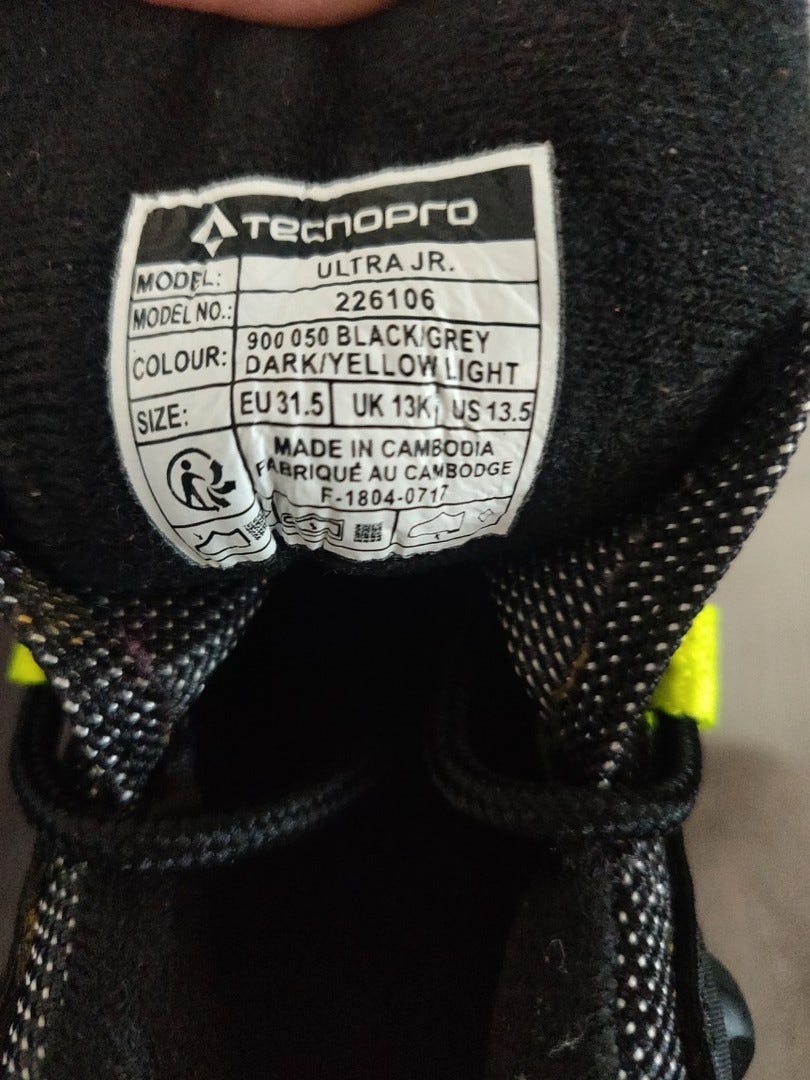 TECNOPRO
MODEL: ULTRA JR.
MODEL NO.: 226106
COLOUR: 900 050 BLACK/GREY
DARK/YELLOW LIGHT
SIZE: EU 31.5 UK 13K US 13.5
MADE IN CAMBODIA
FABRIQUÉ AU CAMBODGE
F-1804-0717